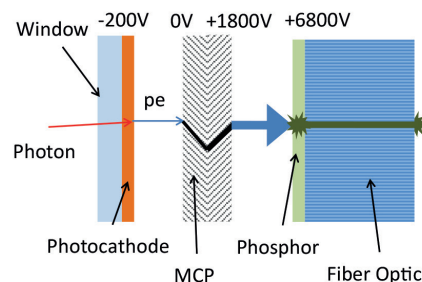 -200V
0V
+1800V
+6800V
Window
pe
Photon
Photocathode
MCP
Phosphor
Fiber Optic